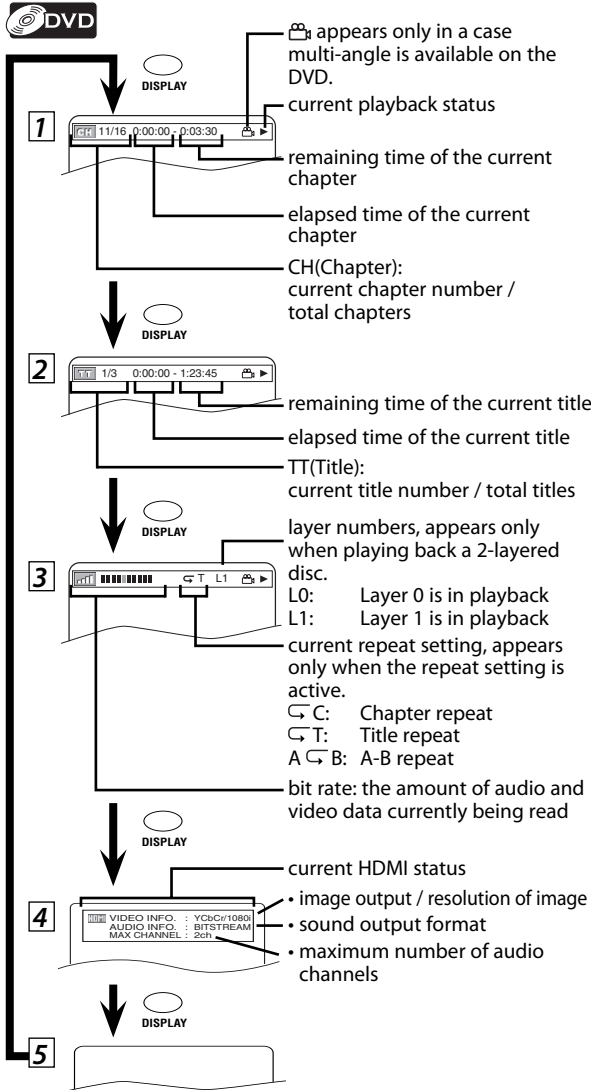 DVD
DISPLAY
appears only in a case
multi-angle is available on the
DVD.
current playback status
1
CH 11/16 0:00:00 - 0:03:30
remaining time of the current
chapter
elapsed time of the current
chapter
CH(Chapter):
current chapter number /
total chapters
DISPLAY
2
TT 1/3 0:00:00 - 1:23:45
remaining time of the current title
elapsed time of the current title
TT(Title):
current title number / total titles
DISPLAY
layer numbers, appears only
when playing back a 2-layered
disc.
L0: Layer 0 is in playback
L1: Layer 1 is in playback
3
T L1
current repeat setting, appears
only when the repeat setting is
active.
C: Chapter repeat
T: Title repeat
A B: A-B repeat
bit rate: the amount of audio and
video data currently being read
DISPLAY
current HDMI status
4
HDMI VIDEO INFO. : YCbCr/1080i
AUDIO INFO. : BITSTREAM
MAX CHANNEL : 2ch
• image output / resolution of image
• sound output format
• maximum number of audio
channels
DISPLAY
5